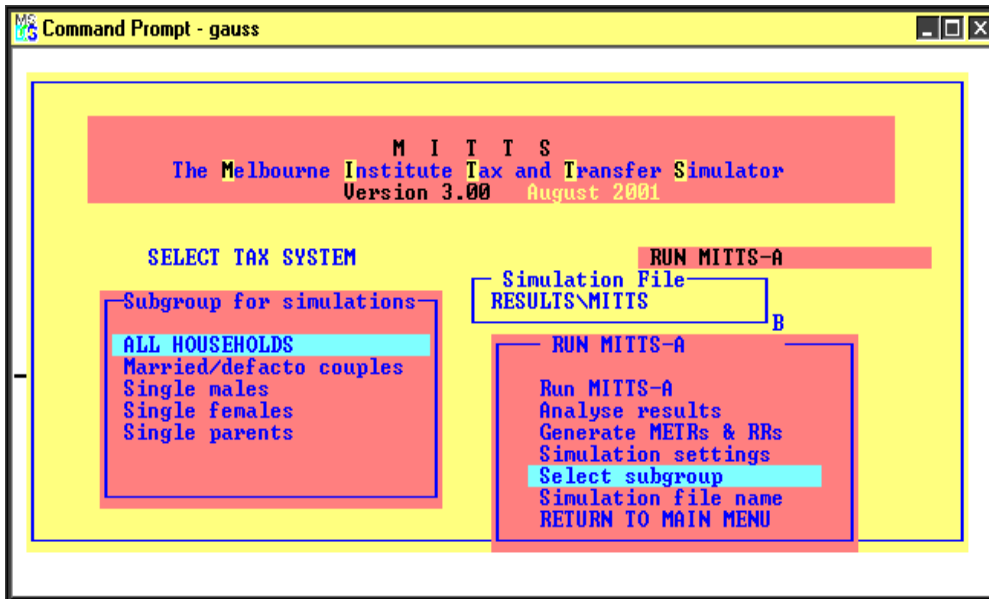 Command Prompt - gauss
M I T T S
The Melbourne Institute Tax and Transfer Simulator
Version 3.00 August 2001
SELECT TAX SYSTEM
RUN MITTS-A
Simulation File
RESULTS\MITTS
B
Subgroup for simulations
ALL HOUSEHOLDS
Married/defacto couples
Single males
Single females
Single parents
RUN MITTS-A
Run MITTS-A
Analyse results
Generate METRs & RRs
Simulation settings
Select subgroup
Simulation file name
RETURN TO MAIN MENU